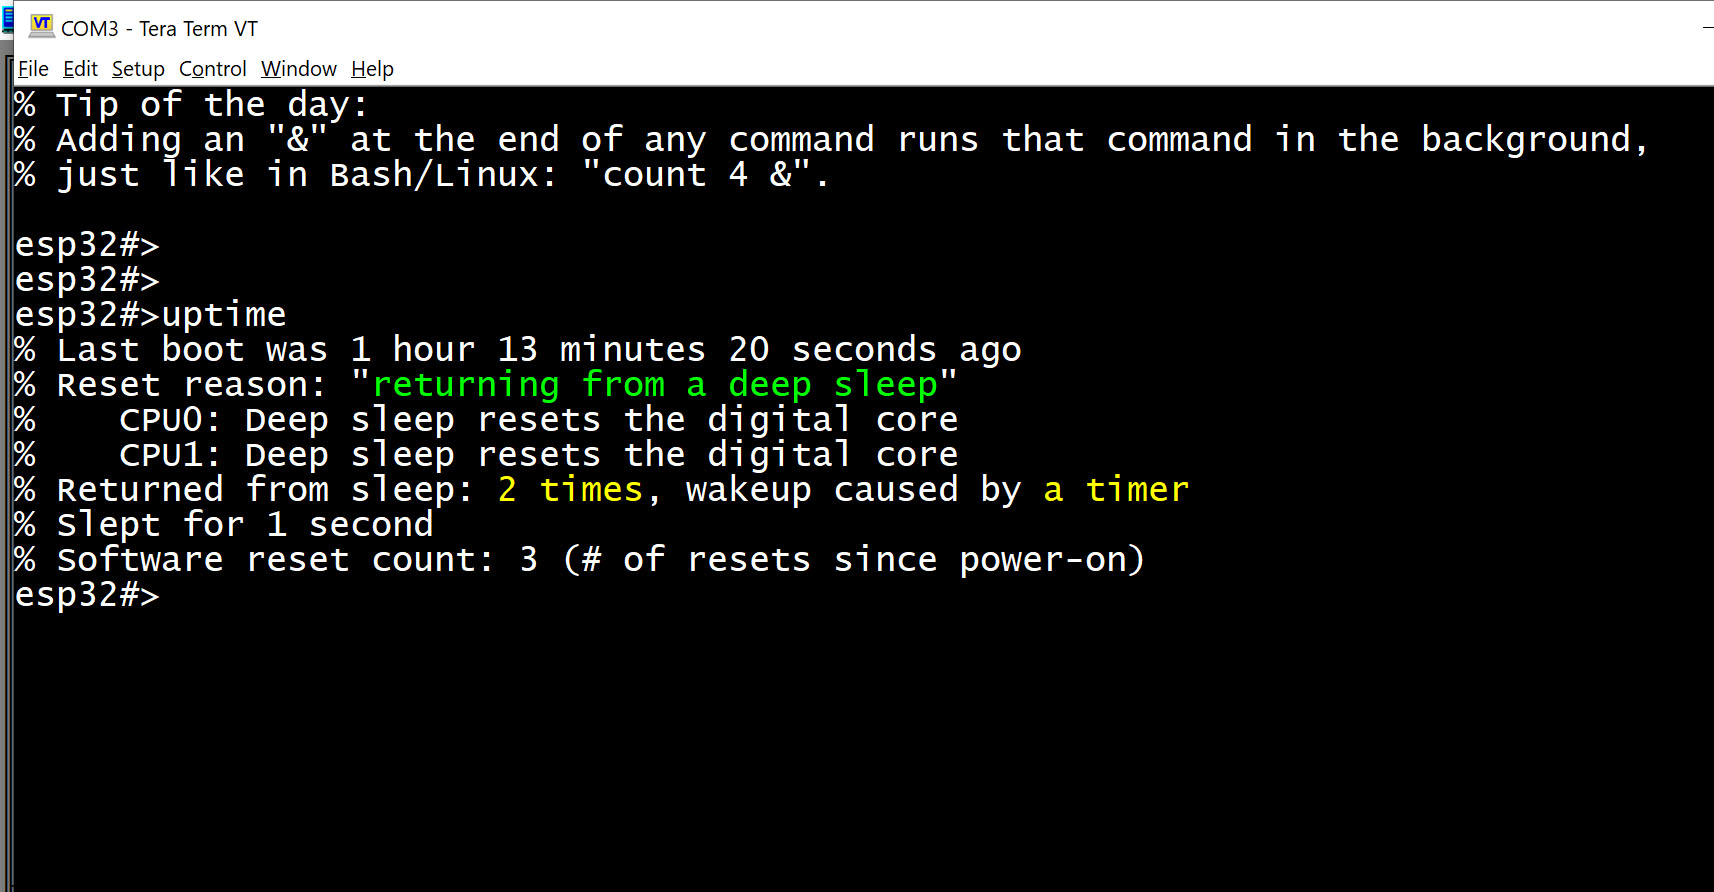 COM3 - Tera Term VT
File Edit Setup Control Window Help
% Tip of the day:
% Adding an "&" at the end of any command runs that command in the background,
% just like in Bash/Linux: "count 4 &".
esp32#>
esp32#>
esp32#>uptime
% Last boot was 1 hour 13 minutes 20 seconds ago
% Reset reason: "returning from a deep sleep"
%    CPU0: Deep sleep resets the digital core
%    CPU1: Deep sleep resets the digital core
% Returned from sleep: 2 times, wakeup caused by a timer
% Slept for 1 second
% Software reset count: 3 (# of resets since power-on)
esp32#>